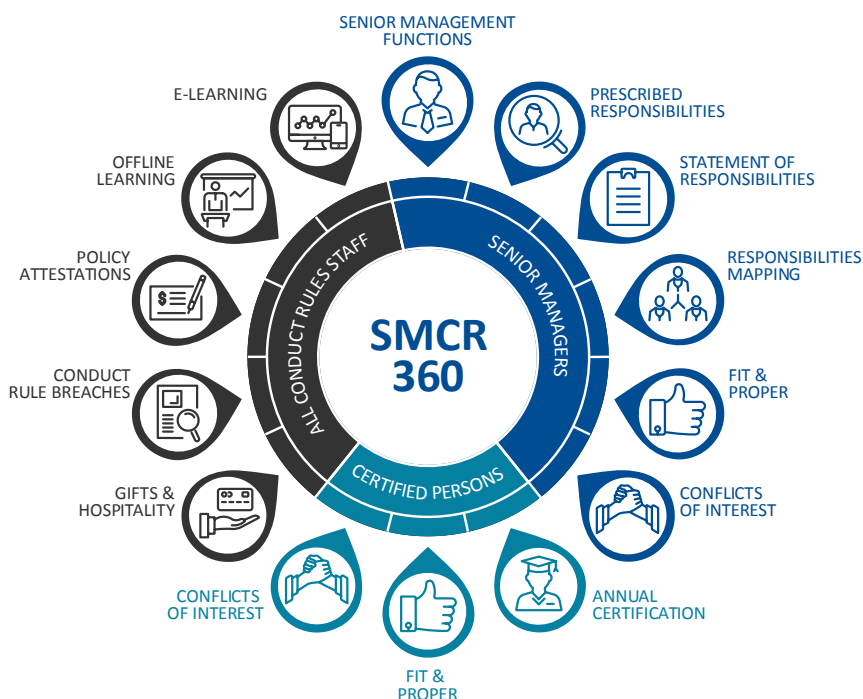 SENIOR MANAGEMENT
FUNCTIONS
PRESCRIBED
RESPONSIBILITIES
STATEMENT OF
RESPONSIBILITIES
RESPONSIBILITIES
MAPPING
FIT &
PROPER
CONFLICTS
OF INTEREST
ANNUAL
CERTIFICATION
FIT &
PROPER
CONFLICTS
OF INTEREST
GIFTS &
HOSPITALITY
CONDUCT
RULE BREACHES
POLICY
ATTESTATIONS
$
OFFLINE
LEARNING
E-LEARNING
ALL CONDUCT RULES STAFF
SENIOR MANAGERS
CERTIFIED PERSONS
SMCR
360